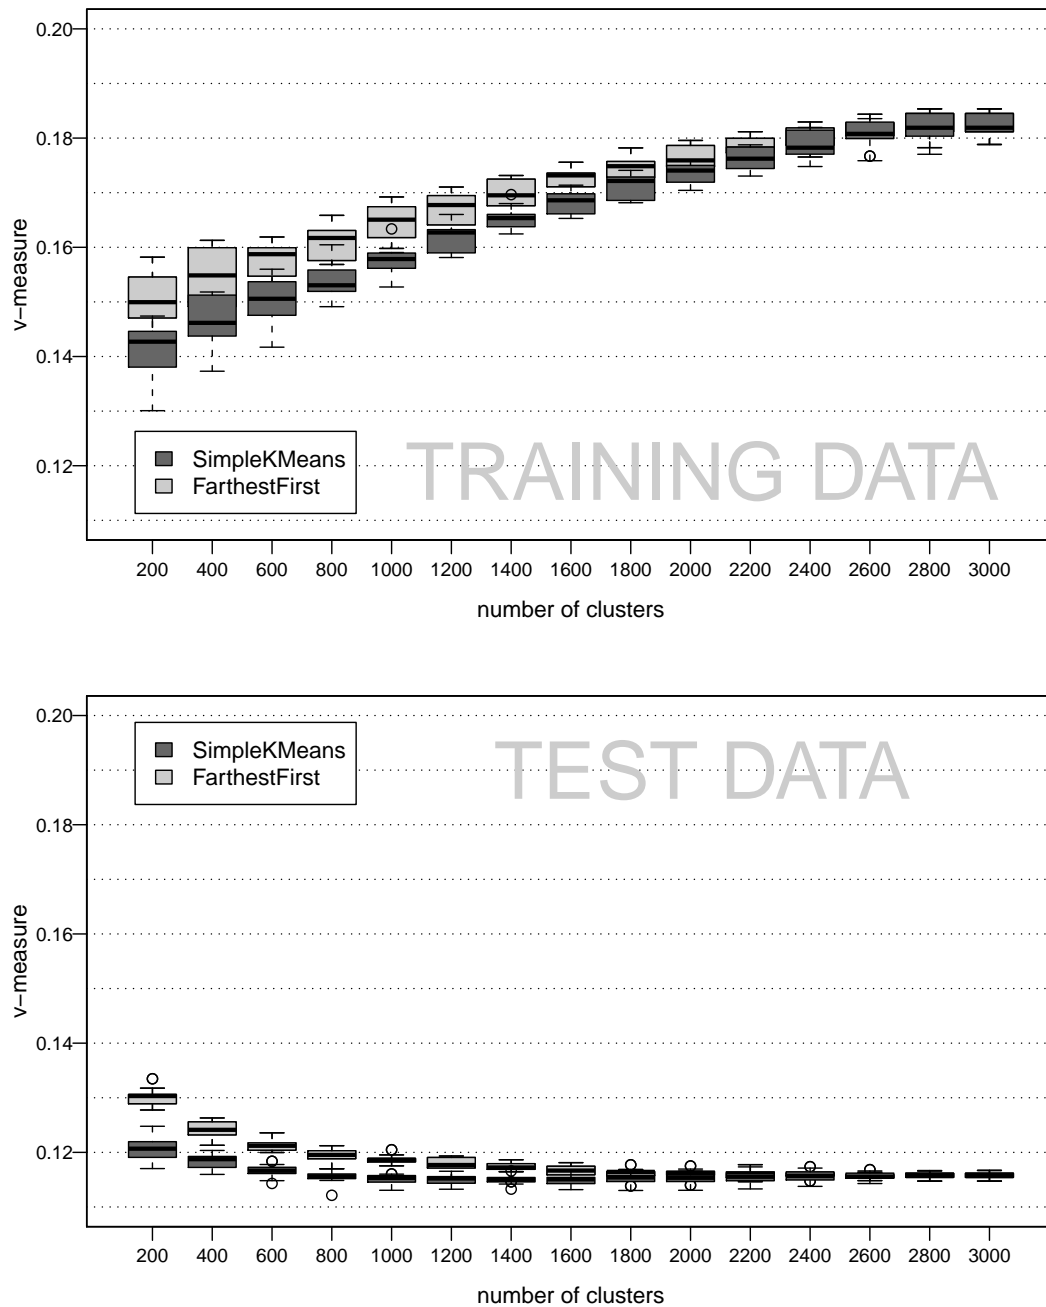 0.20
0.18
0.16
0.14
0.12
v−measure
SimpleKMeans
FarthestFirst
TRAINING DATA
200 400 600 800 1000 1200 1400 1600 1800 2000 2200 2400 2600 2800 3000
number of clusters
0.20
0.18
0.16
0.14
0.12
v−measure
SimpleKMeans
FarthestFirst
TEST DATA
200 400 600 800 1000 1200 1400 1600 1800 2000 2200 2400 2600 2800 3000
number of clusters